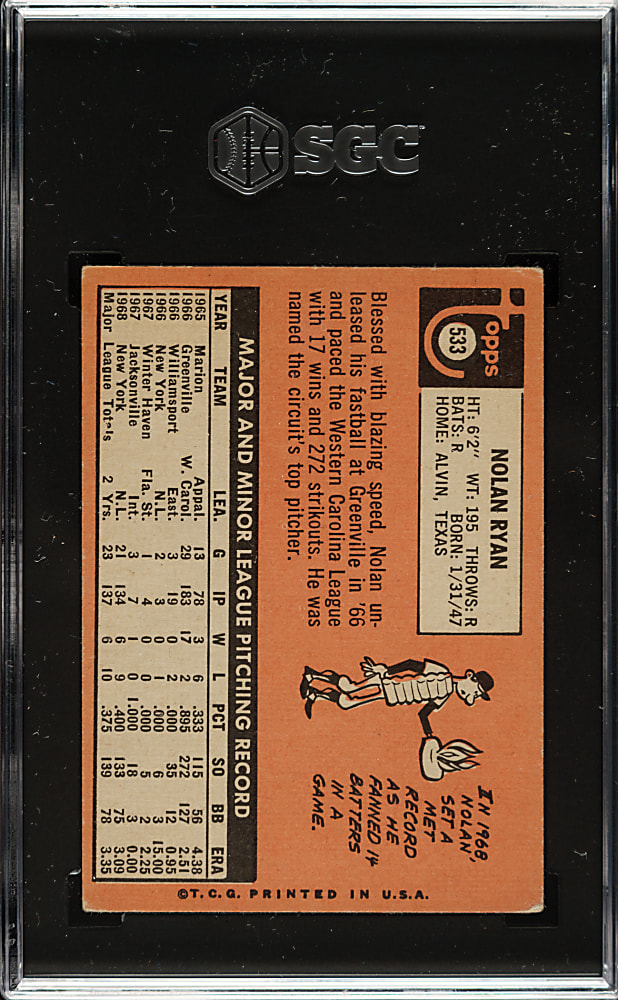 SGC
Topps
533
NOLAN RYAN
HT: 6'2" WT: 195 THROWS: R
BATS: R BORN: 1/31/47
HOME: ALVIN, TEXAS
Blessed with blazing speed, Nolan un-
leased his fastball at Greenville in '66
and paced the Western Carolina League
with 17 wins and 272 strikouts. He was
named the circuit's top pitcher.
IN 1968,
NOLAN
SET A
MET
RECORD
AS HE
FANNED 14
BATTERS
IN A
GAME.
MAJOR AND MINOR LEAGUE PITCHING RECORD
YEAR TEAM LEA. G IP W L PCT SO BB ERA
1965 Marion Appal. 13 78 3 6 .333 115 56 4.38
1966 Greenville W. Carol. 29 183 17 2 .895 272 127 2.51
1966 Williamsport East. 3 19 0 2 .000 35 12 0.95
1966 New York N.L. 2 3 0 1 .000 6 3 15.00
1967 Winter Haven Fla. St. 1 4 0 0 .000 5 2 2.25
1967 Jacksonville Int. 3 7 1 0 1.000 18 3 0.00
1968 New York N.L. 21 134 6 9 .400 133 75 3.09
Major League Totals 2 Yrs. 23 137 6 10 .375 139 78 3.35
©T.C.G. PRINTED IN U.S.A.